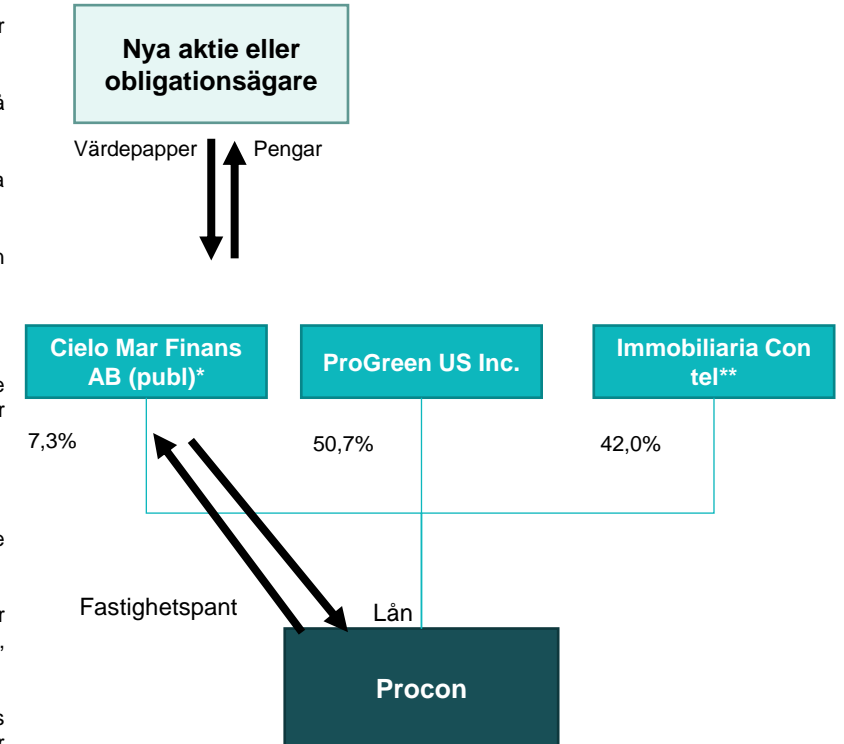 Nya aktie eller
obligationsägare
Värdepapper
Pengar
Cielo Mar Finans
AB (publ)*
ProGreen US Inc.
Immobiliaria Con
tel**
7,3%
50,7%
42,0%
Fastighetspant
Lån
Procon